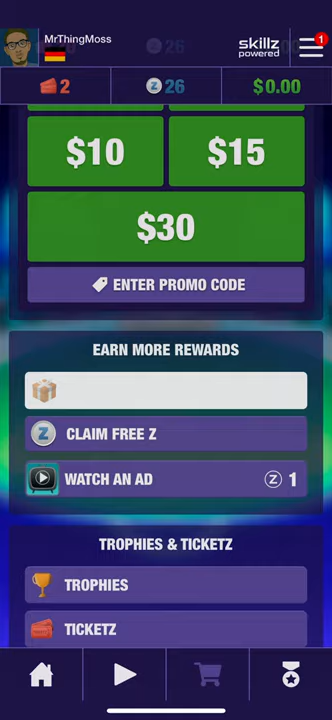 MrThingMoss
26
skillz
powered
1
2
26
$0.00
$10
$15
$30
ENTER PROMO CODE
EARN MORE REWARDS
Z CLAIM FREE Z
WATCH AN AD
Z 1
TROPHIES & TICKETZ
TROPHIES
TICKETZ